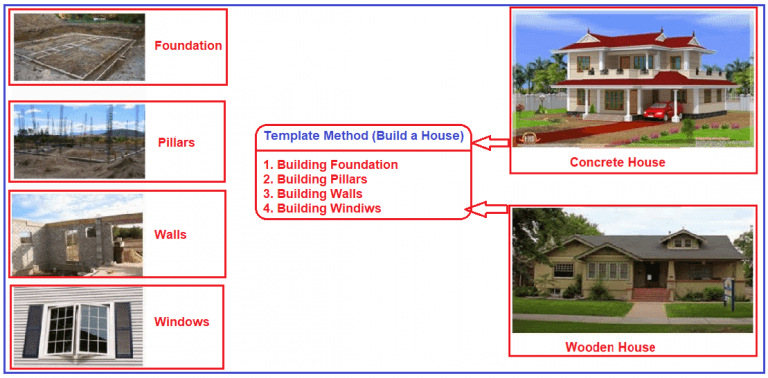 Foundation
Pillars
Walls
Windows
Template Method (Build a House)
1. Building Foundation
2. Building Pillars
3. Building Walls
4. Building Windiws
Concrete House
Wooden House